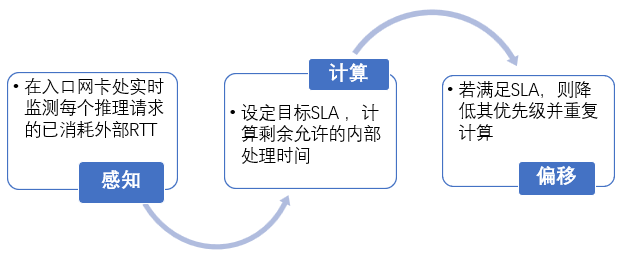 • 在入口网卡处实时
监测每个推理请求
的已消耗外部RTT
感知
计算
• 设定目标SLA ，计
算剩余允许的内部
处理时间
• 若满足SLA，则降
低其优先级并重复
计算
偏移